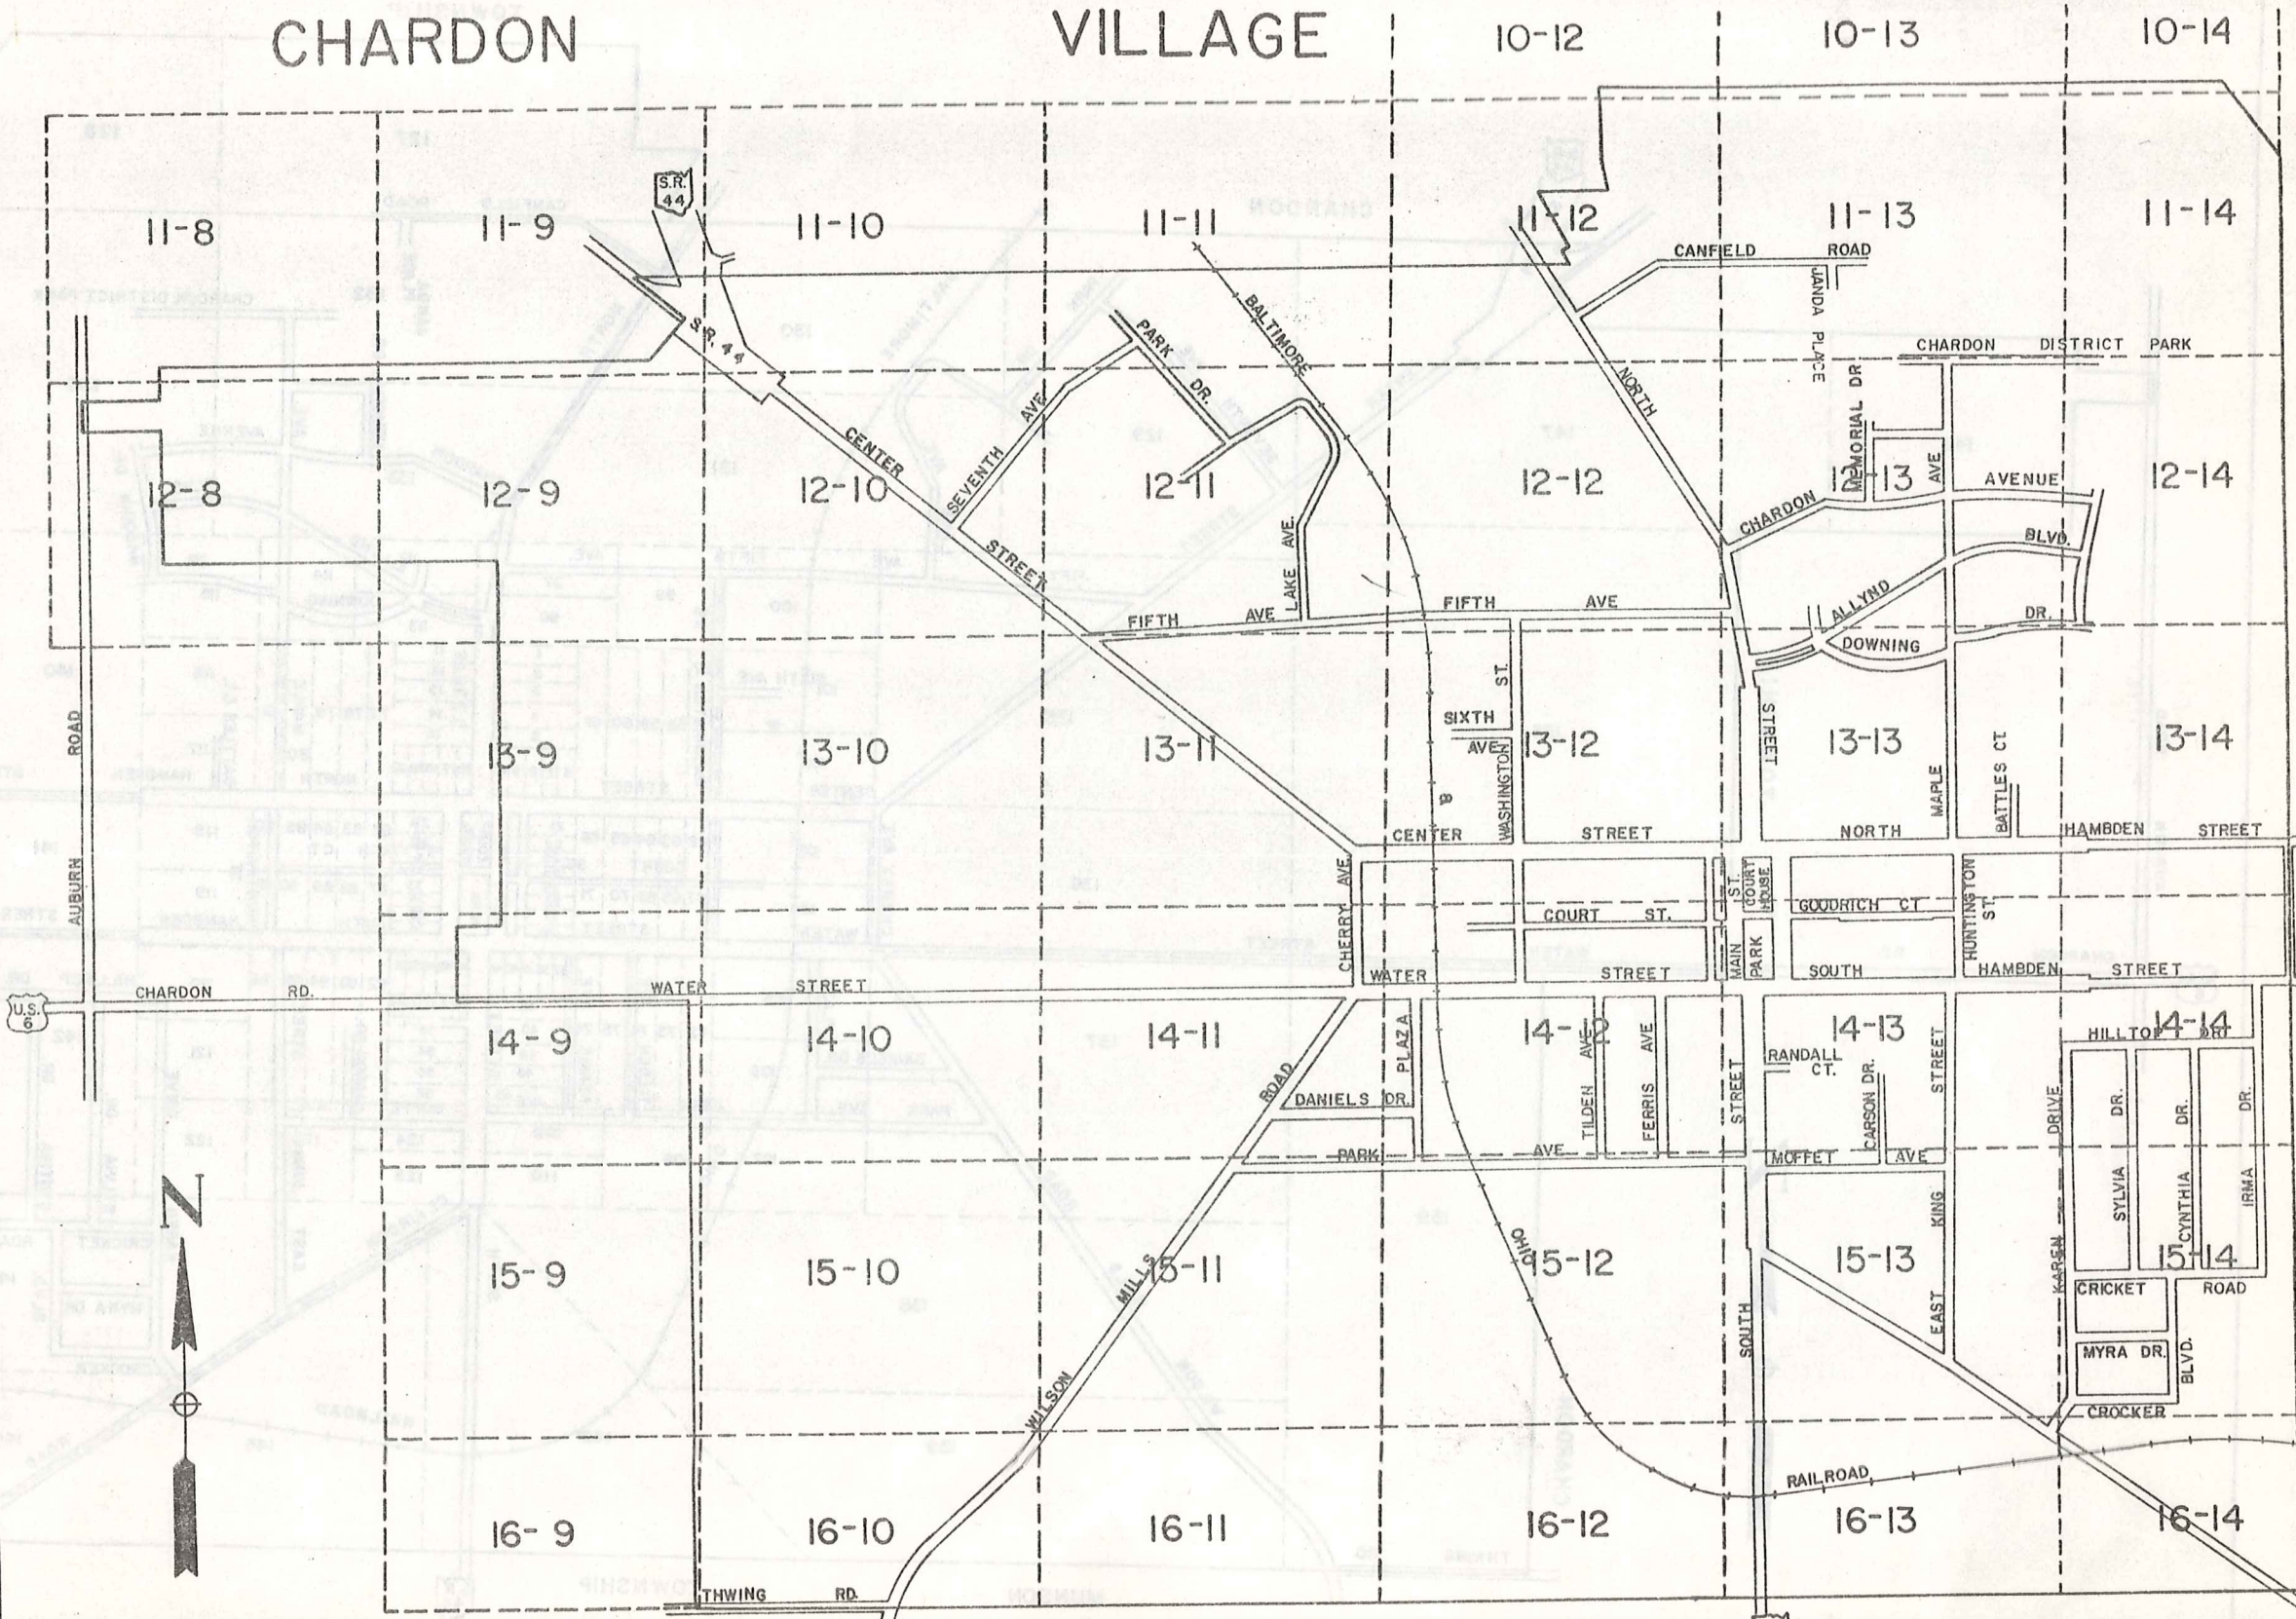 CHARDON VILLAGE
10-12 10-13 10-14
S.R.
44
11-8 11-9 11-10 11-11 11-12 11-13 11-14
CANFIELD ROAD
JANDA PLACE
BALTIMORE
S.R. 44
PARK DR.
NORTH
CHARDON DISTRICT PARK
MEMORIAL DR
SEVENTH AVE
CENTER
12-8 12-9 12-10 12-11 12-12 12-13 12-14
AVE
AVENUE
CHARDON
STREET
LAKE AVE.
BLVD.
ALLYND
FIFTH AVE FIFTH AVE
DR.
DOWNING
ROAD
ST.
SIXTH
AVE
STREET
13-9 13-10 13-11 13-12 13-13 13-14
WASHINGTON
MAPLE
BATTLES CT.
&
CENTER STREET NORTH HAMBDEN STREET
AUBURN
CHERRY AVE
ST.
COURT
HOUSE
GOODRICH CT
HUNTINGTON
ST.
COURT ST.
MAIN
PARK
WATER STREET SOUTH HAMBDEN STREET
CHARDON RD.
WATER STREET
U.S.
6
14-9 14-10 14-11 14-12 14-13 14-14
PLAZA
HILLTOP DR
RANDALL
CT.
ROAD
DANIELS DR.
TILDEN AVE
FERRIS AVE
STREET
CARSON DR.
STREET
DRIVE
DR.
DR.
DR.
PARK AVE
MOFFET AVE
N
SYLVIA
CYNTHIA
IRMA
KING
OHIO
15-9 15-10 15-11 15-12 15-13 15-14
MILLS
KAREN
CRICKET ROAD
EAST
SOUTH
MYRA DR.
BLVD.
WILSON
CROCKER
RAILROAD
16-9 16-10 16-11 16-12 16-13 16-14
THWING RD.